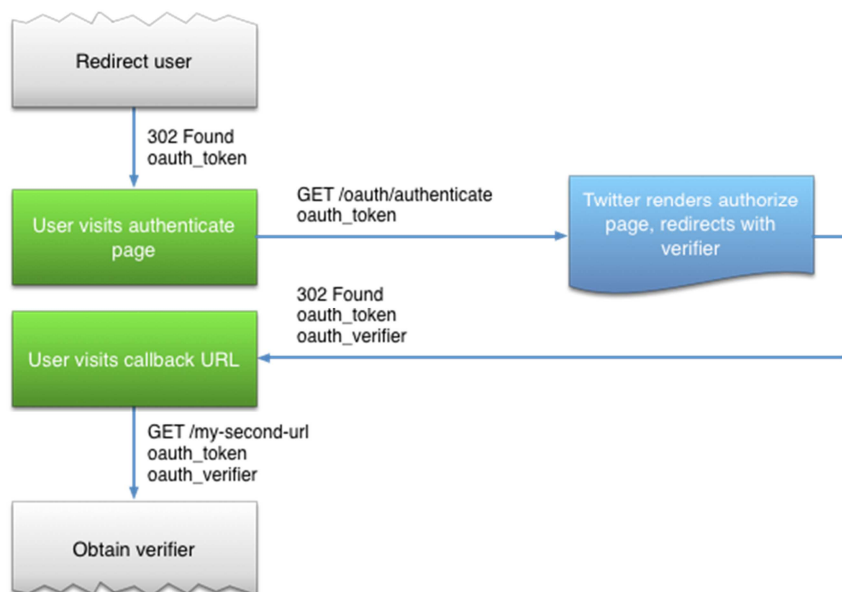 Redirect user
302 Found
oauth_token
User visits authenticate
page
GET /oauth/authenticate
oauth_token
Twitter renders authorize
page, redirects with
verifier
302 Found
oauth_token
oauth_verifier
User visits callback URL
GET /my-second-url
oauth_token
oauth_verifier
Obtain verifier